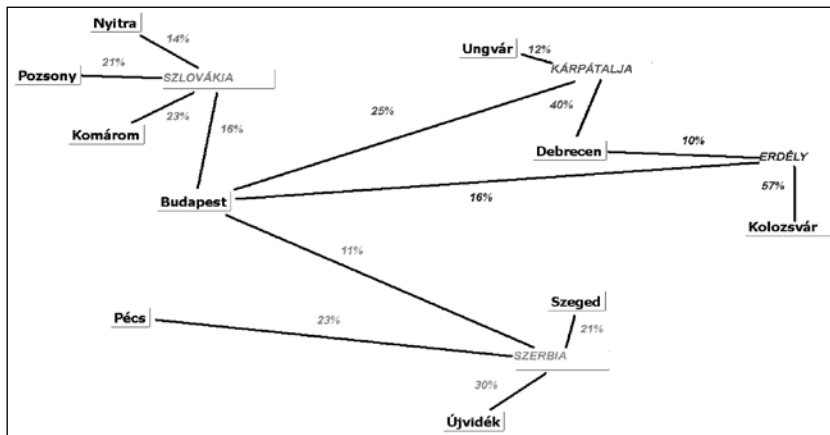 Nyitra
14%
Ungvár
12%
KÁRPÁTALJA
Pozsony
21%
SZLOVÁKIA
25%
40%
Komárom
23%
16%
Debrecen
10%
ERDÉLY
57%
Budapest
16%
Kolozsvár
11%
Szeged
Pécs
23%
21%
SZERBIA
30%
Újvidék